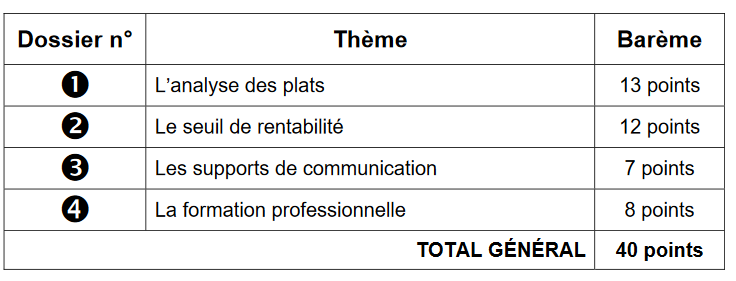 Dossier n° Thème Barème
❶ L'analyse des plats 13 points
❷ Le seuil de rentabilité 12 points
❸ Les supports de communication 7 points
❹ La formation professionnelle 8 points
TOTAL GÉNÉRAL 40 points